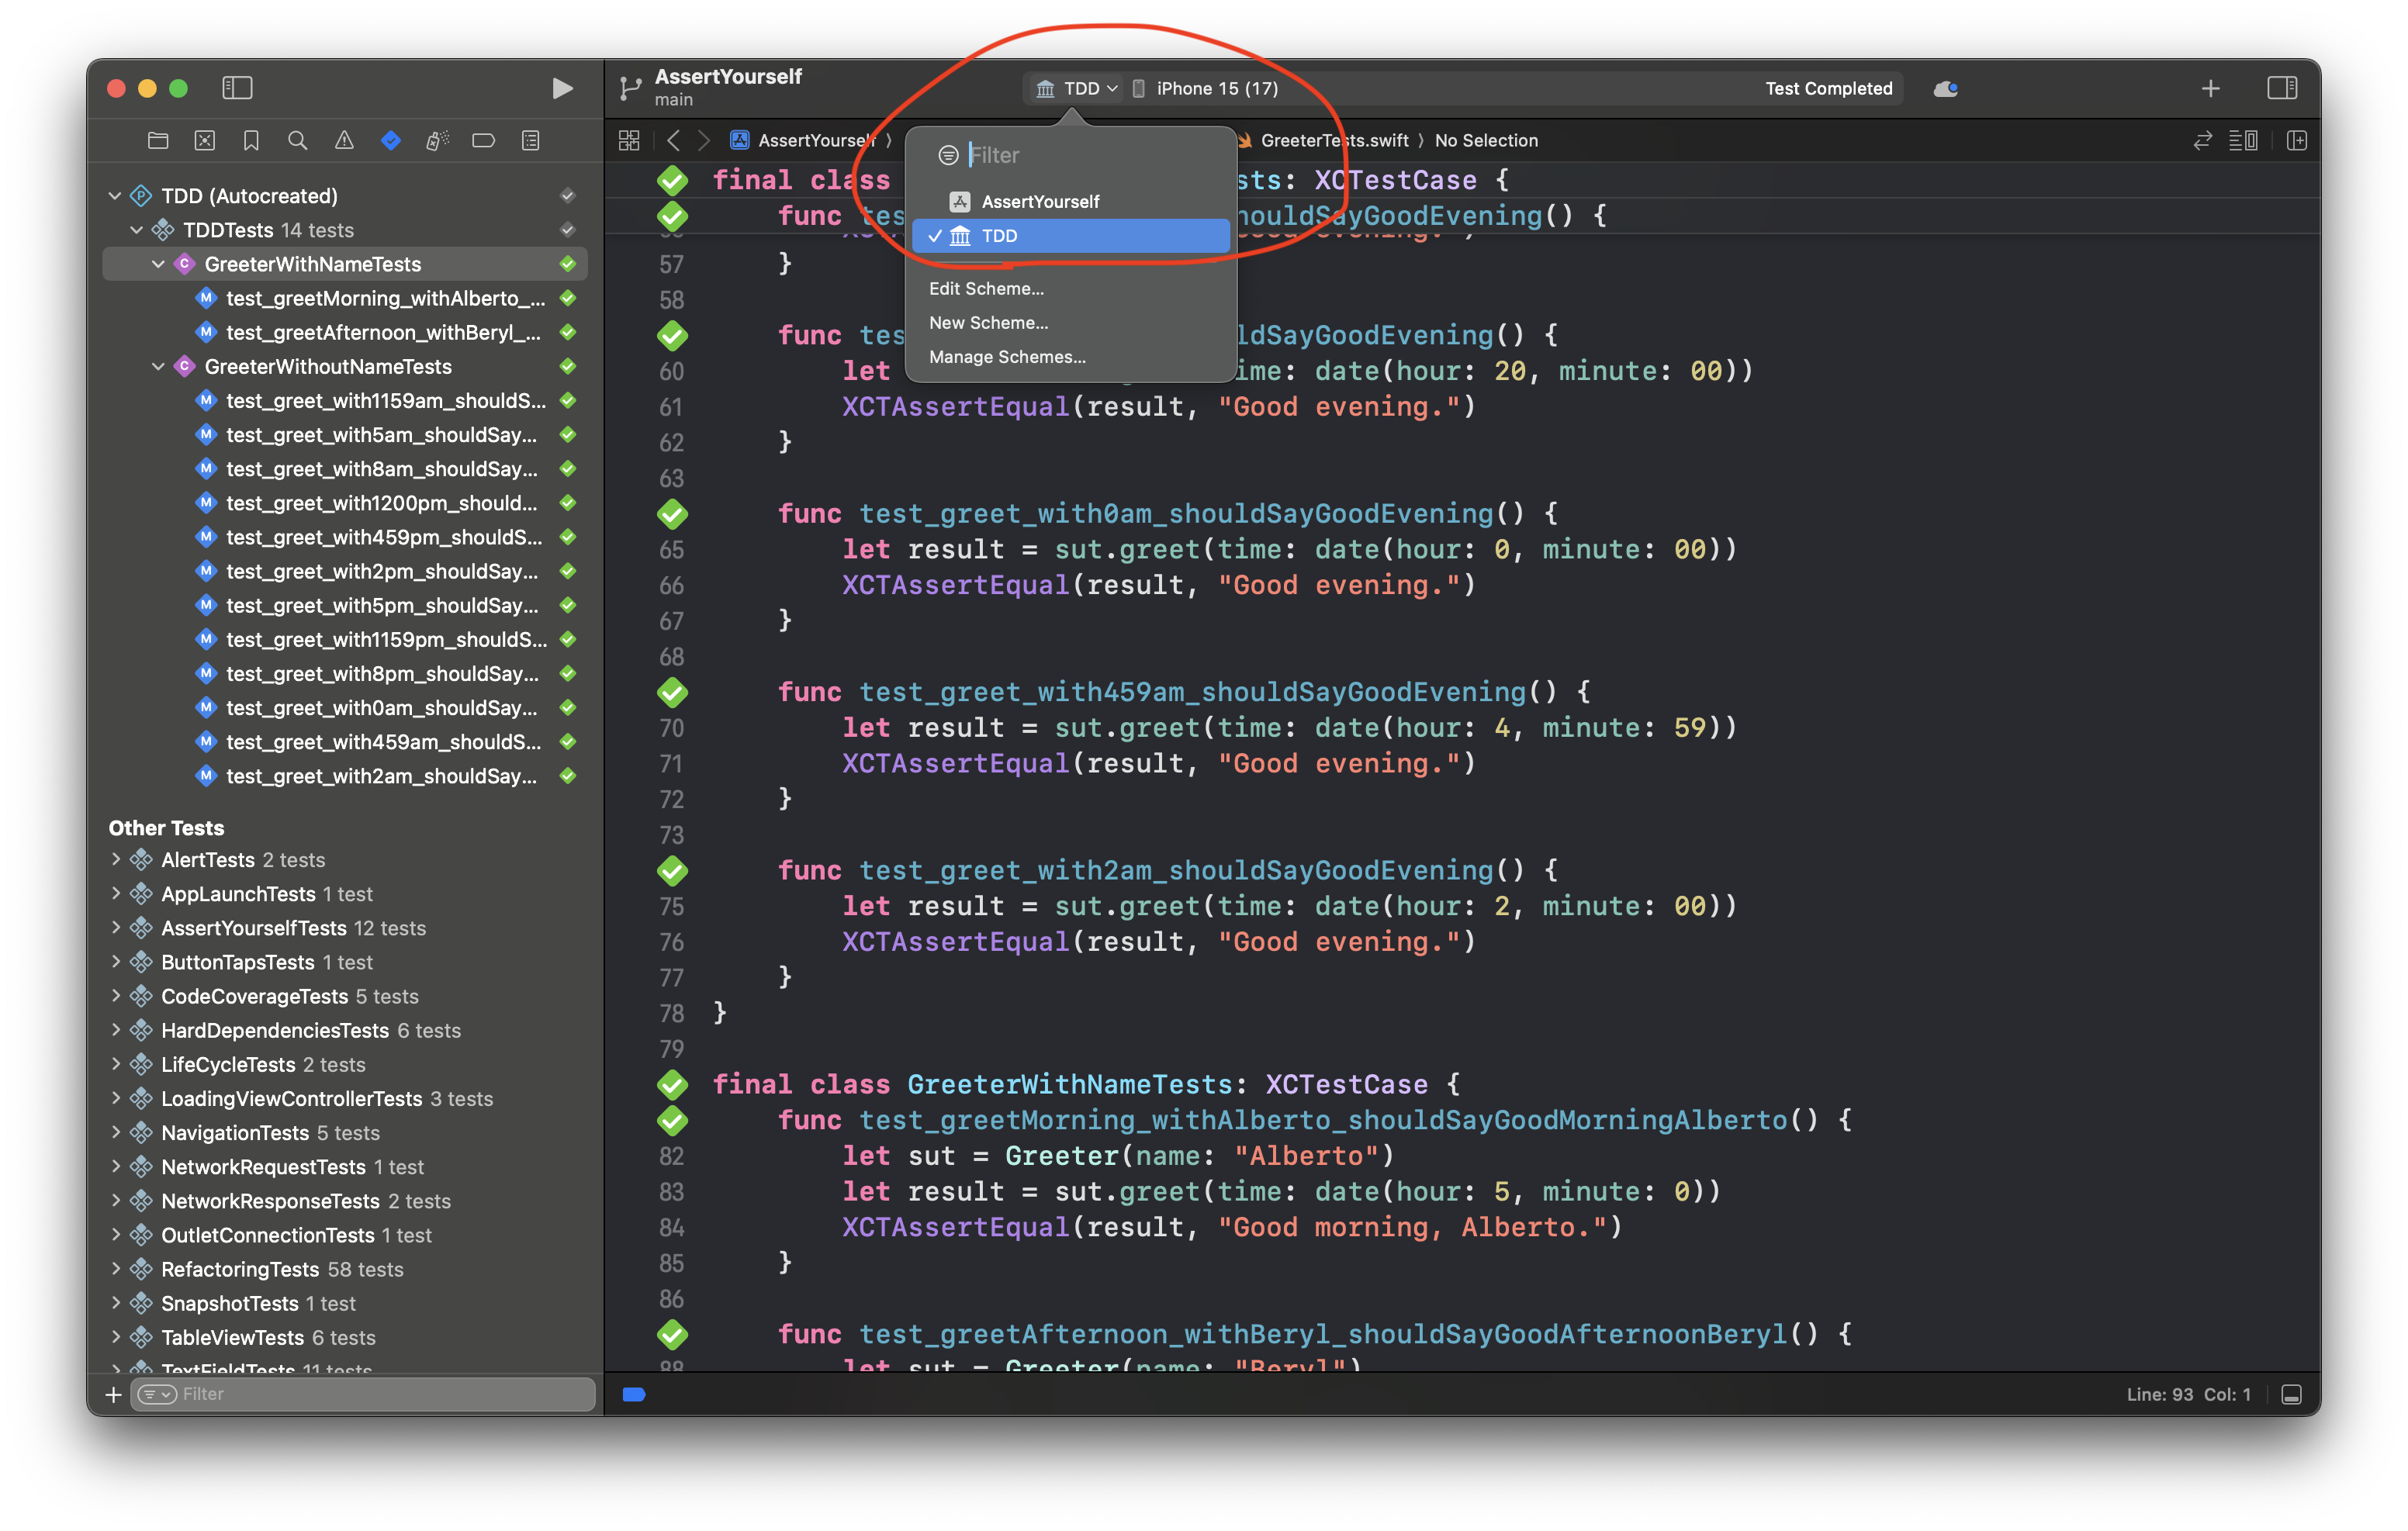 AssertYourself
main
TDD
iPhone 15 (17)
Test Completed
TDD (Autocreated)
TDDTests 14 tests
GreeterWithNameTests
test_greetMorning_withAlberto_...
test_greetAfternoon_withBeryl_...
GreeterWithoutNameTests
test_greet_with1159am_shouldS...
test_greet_with5am_shouldSay...
test_greet_with8am_shouldSay...
test_greet_with1200pm_should...
test_greet_with459pm_shouldS...
test_greet_with2pm_shouldSay...
test_greet_with5pm_shouldSay...
test_greet_with1159pm_shouldS...
test_greet_with8pm_shouldSay...
test_greet_with0am_shouldSay...
test_greet_with459am_shouldS...
test_greet_with2am_shouldSay...
Other Tests
AlertTests 2 tests
AppLaunchTests 1 test
AssertYourselfTests 12 tests
ButtonTapsTests 1 test
CodeCoverageTests 5 tests
HardDependenciesTests 6 tests
LifeCycleTests 2 tests
LoadingViewControllerTests 3 tests
NavigationTests 5 tests
NetworkRequestTests 1 test
NetworkResponseTests 2 tests
OutletConnectionTests 1 test
RefactoringTests 58 tests
SnapshotTests 1 test
TableViewTests 6 tests
TextFieldTests 11 tests
Filter
AssertYourself 〉 GreeterTests.swift 〉 No Selection
Filter
AssertYourself
TDD
Edit Scheme...
New Scheme...
Manage Schemes...
final class sts: XCTestCase {
func tes houldSayGoodEvening() {
57 }
58
func tes ldSayGoodEvening() {
60 let time: date(hour: 20, minute: 00))
61 XCTAssertEqual(result, "Good evening.")
62 }
63
func test_greet_with0am_shouldSayGoodEvening() {
65 let result = sut.greet(time: date(hour: 0, minute: 00))
66 XCTAssertEqual(result, "Good evening.")
67 }
68
func test_greet_with459am_shouldSayGoodEvening() {
70 let result = sut.greet(time: date(hour: 4, minute: 59))
71 XCTAssertEqual(result, "Good evening.")
72 }
73
func test_greet_with2am_shouldSayGoodEvening() {
75 let result = sut.greet(time: date(hour: 2, minute: 00))
76 XCTAssertEqual(result, "Good evening.")
77 }
78 }
79
final class GreeterWithNameTests: XCTestCase {
func test_greetMorning_withAlberto_shouldSayGoodMorningAlberto() {
82 let sut = Greeter(name: "Alberto")
83 let result = sut.greet(time: date(hour: 5, minute: 0))
84 XCTAssertEqual(result, "Good morning, Alberto.")
85 }
86
func test_greetAfternoon_withBeryl_shouldSayGoodAfternoonBeryl() {
88 let sut = Greeter(name: "Beryl")
Line: 93 Col: 1